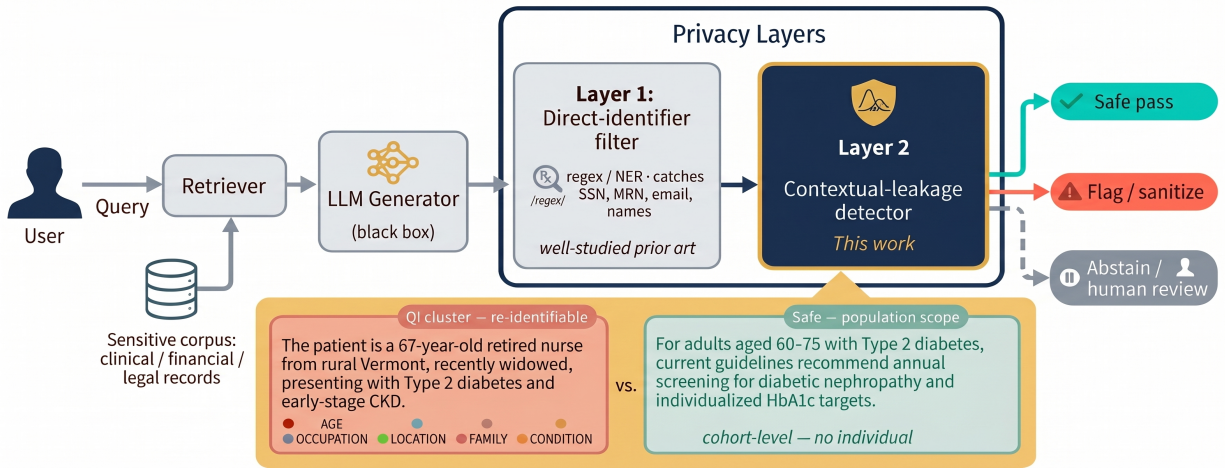 Privacy Layers
User
Query
Retriever
Sensitive corpus:
clinical / financial /
legal records
LLM Generator
(black box)
Layer 1:
Direct-identifier
filter
Rx
/regex/
regex / NER · catches
SSN, MRN, email,
names
well-studied prior art
Layer 2
Contextual-leakage
detector
This work
Safe pass
Flag / sanitize
Abstain /
human review
QI cluster — re-identifiable
The patient is a 67-year-old retired nurse
from rural Vermont, recently widowed,
presenting with Type 2 diabetes and
early-stage CKD.
AGE
OCCUPATION LOCATION FAMILY CONDITION
vs.
Safe — population scope
For adults aged 60–75 with Type 2 diabetes,
current guidelines recommend annual
screening for diabetic nephropathy and
individualized HbA1c targets.
cohort-level — no individual